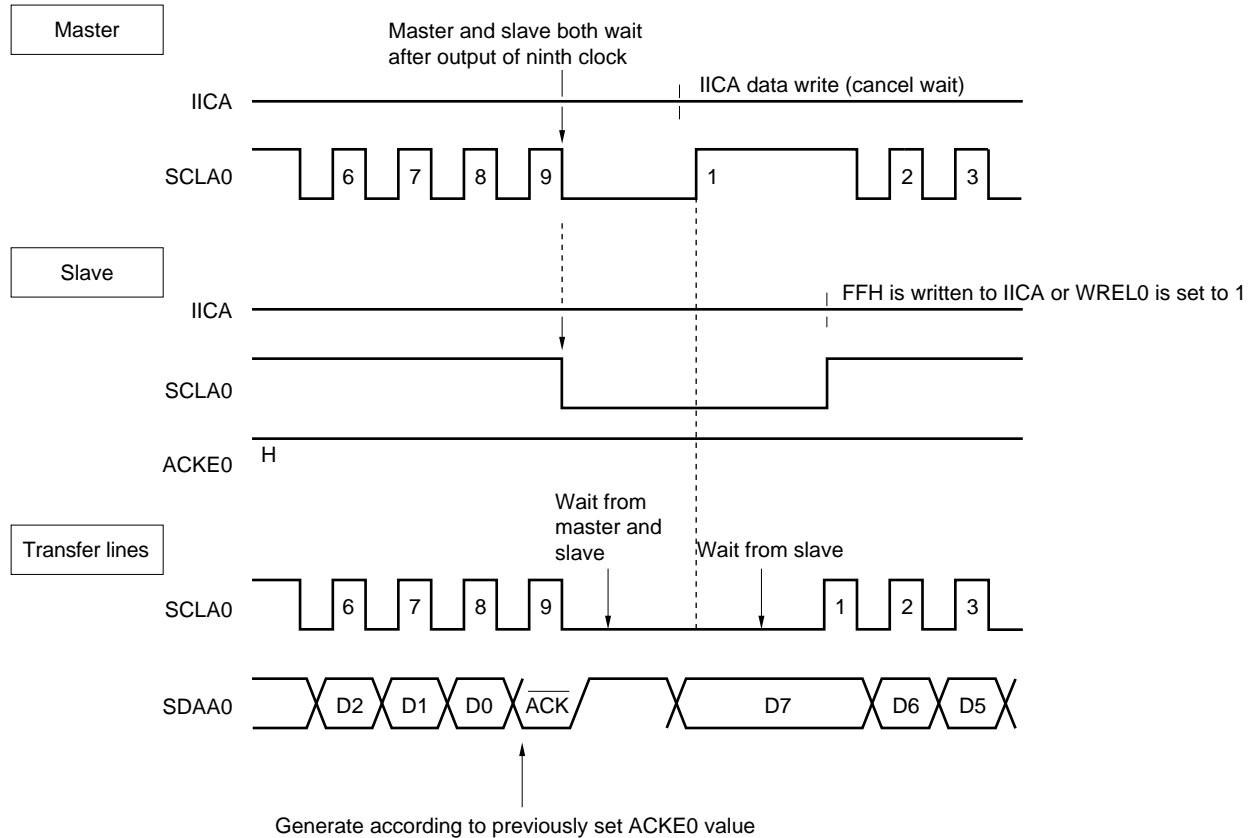 Master
Master and slave both wait
after output of ninth clock
IICA data write (cancel wait)
IICA
SCLA0
6 7 8 9 1 2 3
Slave
FFH is written to IICA or WREL0 is set to 1
IICA
SCLA0
H
ACKE0
Transfer lines
Wait from
master and
slave
Wait from slave
SCLA0
6 7 8 9 1 2 3
SDAA0
D2 D1 D0 ACK D7 D6 D5
Generate according to previously set ACKE0 value